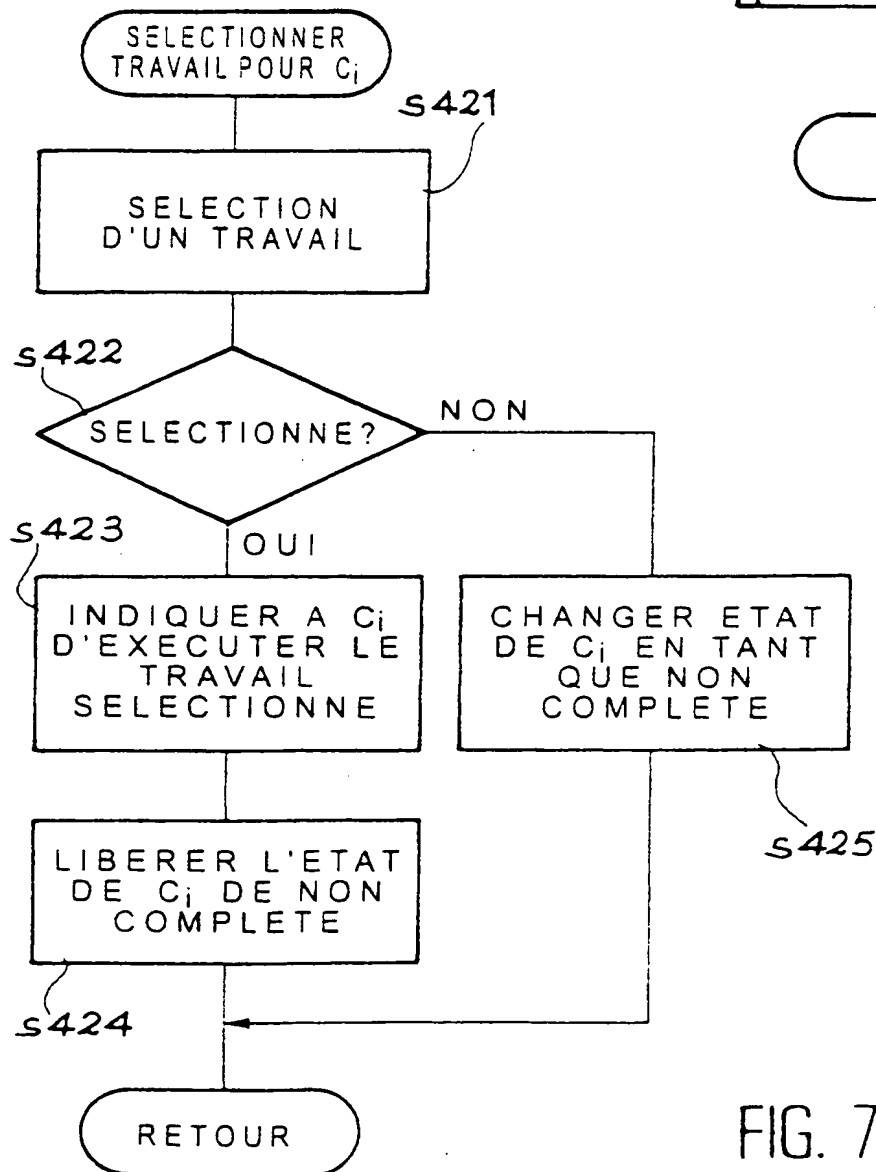 SELECTIONNER
TRAVAIL POUR Ci
s421
SELECTION
D'UN TRAVAIL
s422
SELECTIONNE?
NON
s423
OUI
INDIQUER A Ci
D'EXECUTER LE
TRAVAIL
SELECTIONNE
CHANGER ETAT
DE Ci EN TANT
QUE NON
COMPLETE
s425
LIBERER L'ETAT
DE Ci DE NON
COMPLETE
s424
RETOUR
FIG. 7